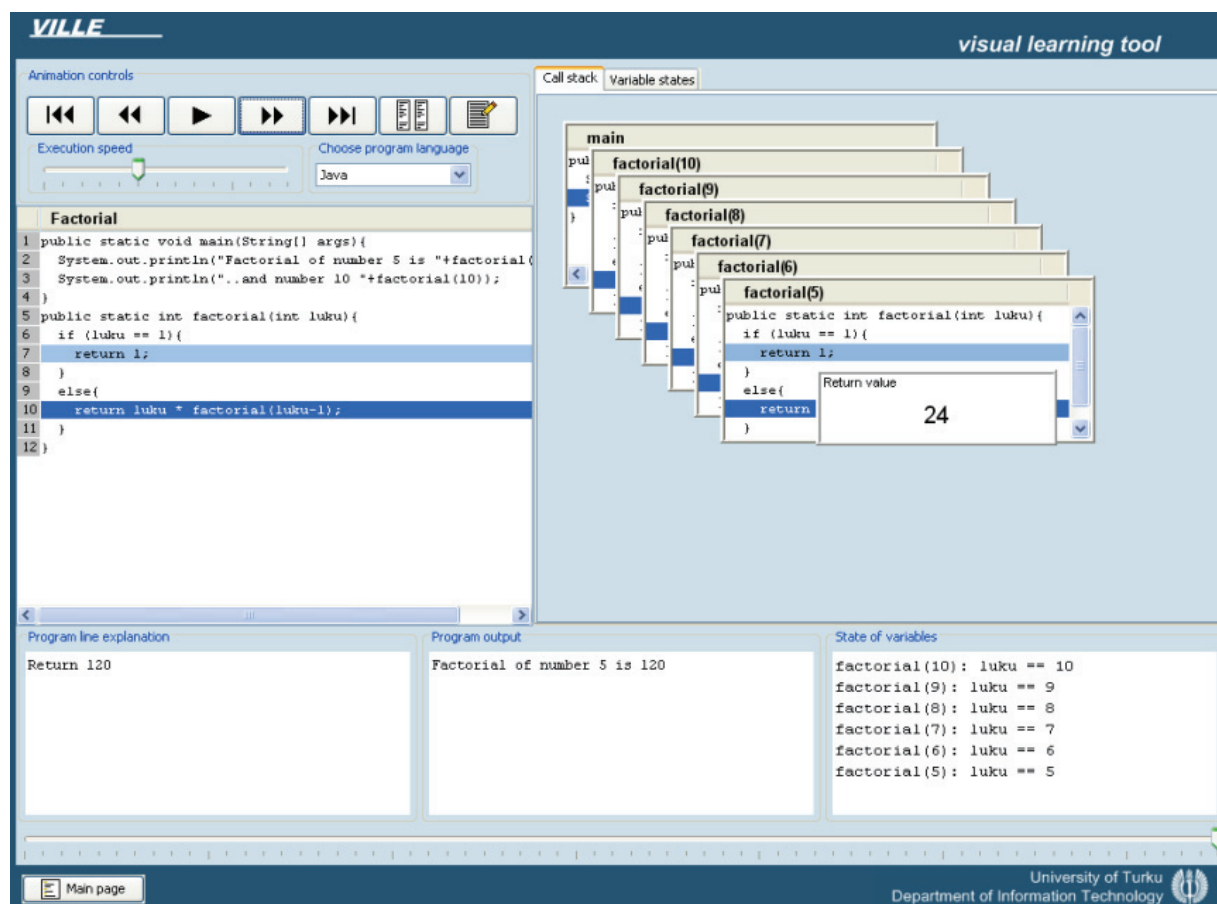 VILLE
visual learning tool
Animation controls
Execution speed
Choose program language
Java
Factorial
1 public static void main(String[] args){
2 System.out.println("Factorial of number 5 is "+factorial(
3 System.out.println("..and number 10 "+factorial(10));
4 }
5 public static int factorial(int luku){
6 if (luku == 1){
7 return 1;
8 }
9 else{
10 return luku * factorial(luku-1);
11 }
12 }
Call stack
Variable states
main
factorial(10)
factorial(9)
factorial(8)
factorial(7)
factorial(6)
factorial(5)
public static int factorial(int luku){
if (luku == 1){
return 1;
}
else{
return
}
Return value
24
Program line explanation
Return 120
Program output
Factorial of number 5 is 120
State of variables
factorial(10): luku == 10
factorial(9): luku == 9
factorial(8): luku == 8
factorial(7): luku == 7
factorial(6): luku == 6
factorial(5): luku == 5
Main page
University of Turku
Department of Information Technology